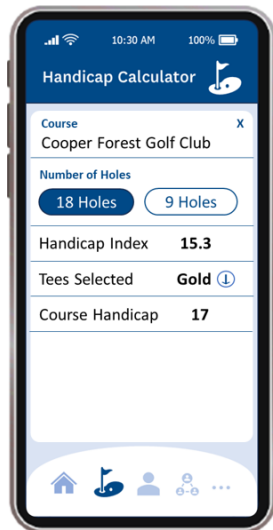 10:30 AM 100%
Handicap Calculator
Course X
Cooper Forest Golf Club
Number of Holes
18 Holes 9 Holes
Handicap Index 15.3
Tees Selected Gold
Course Handicap 17